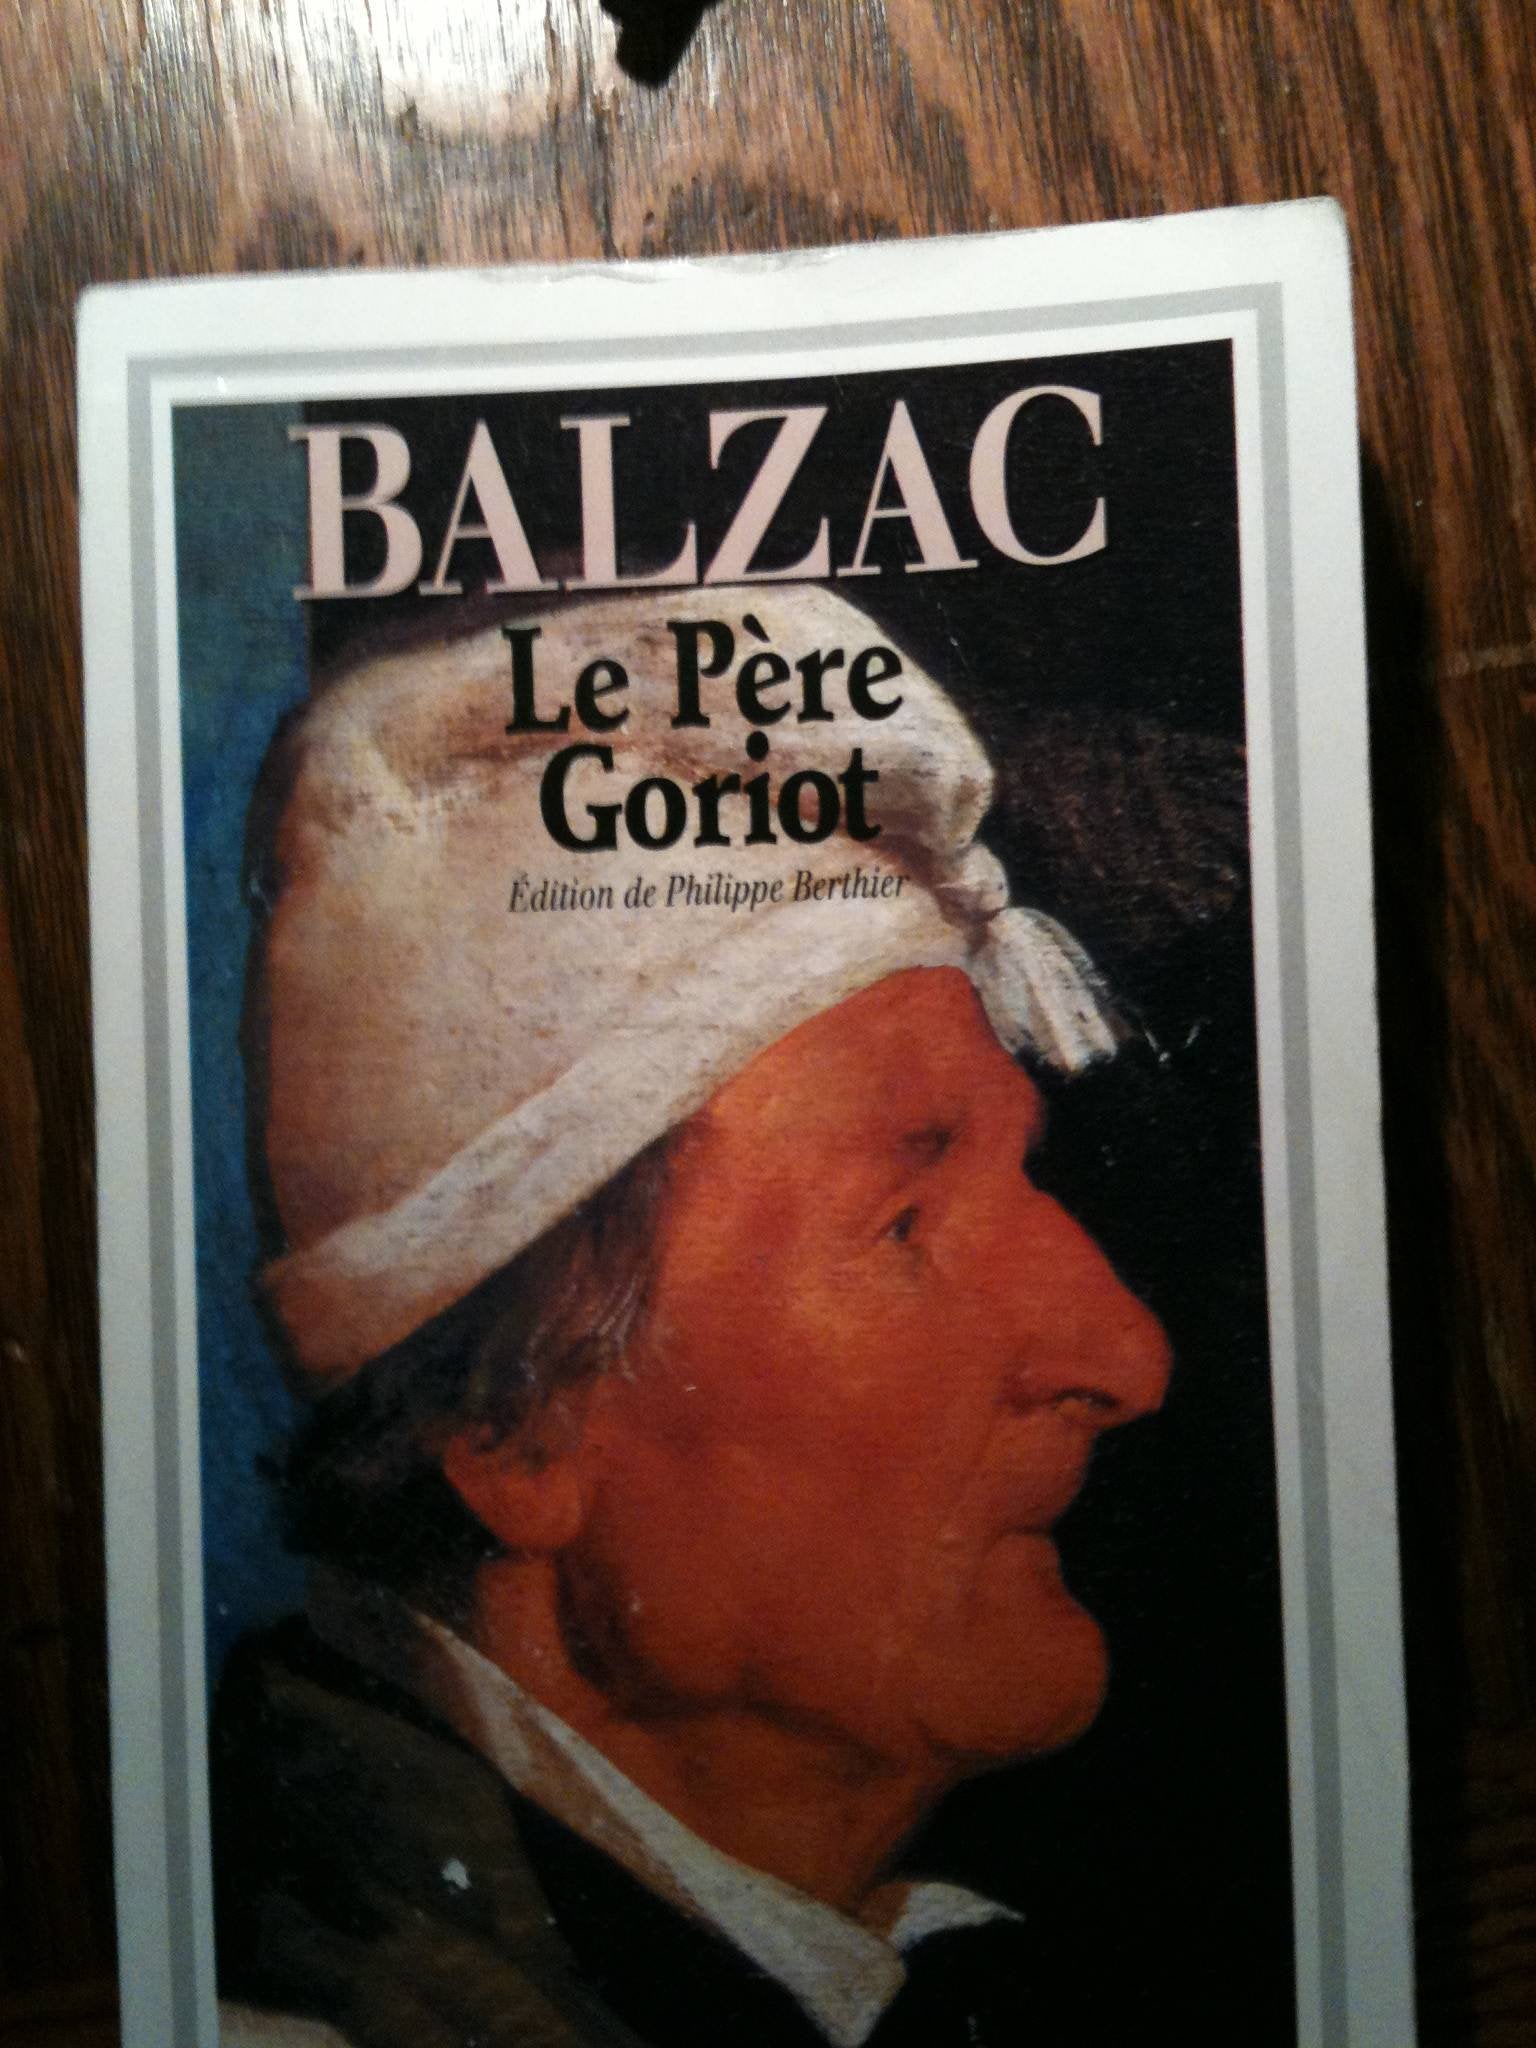 BALZAC
Le Père
Goriot
Édition de Philippe Berthier